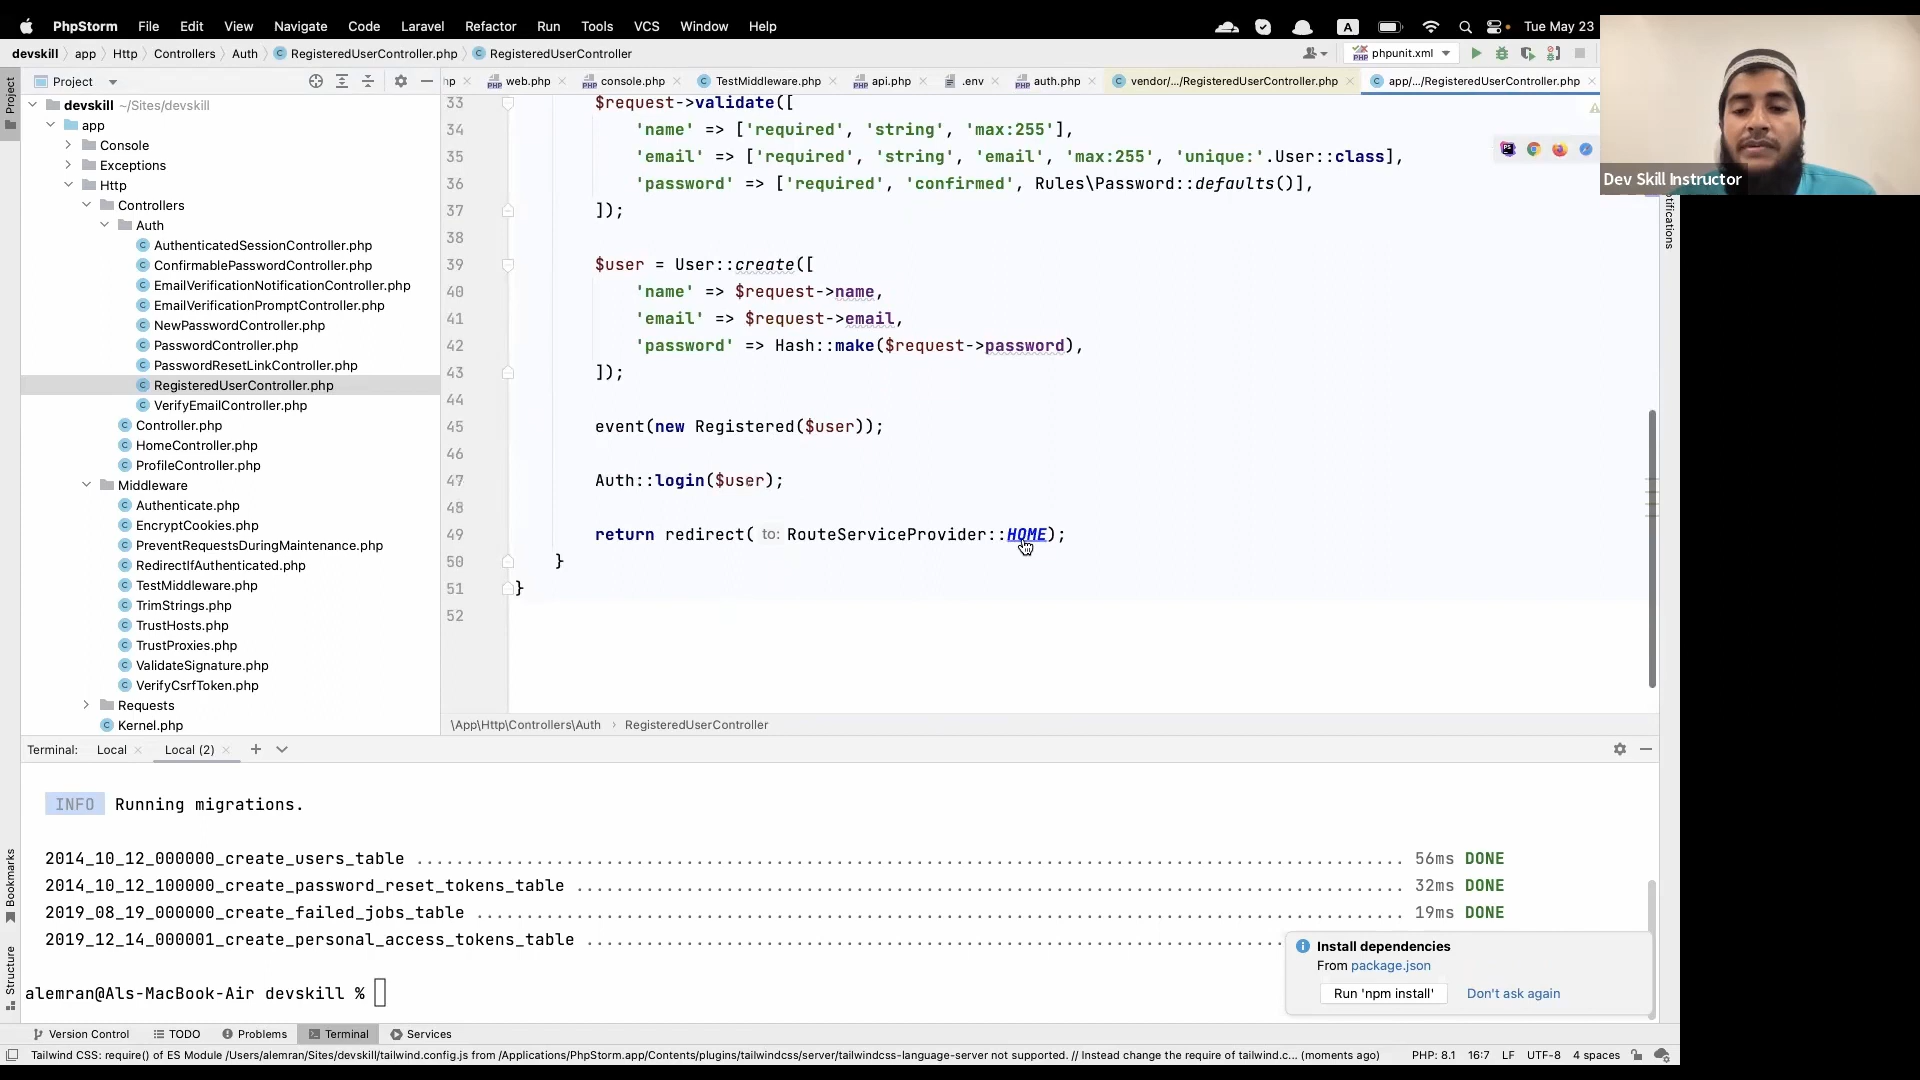 PhpStorm File Edit View Navigate Code Laravel Refactor Run Tools VCS Window Help A Tue May 23
devskill app Http Controllers Auth RegisteredUserController.php RegisteredUserController phpunit.xml
Project web.php console.php TestMiddleware.php api.php .env auth.php vendor/.../RegisteredUserController.php app/.../RegisteredUserController.php
Project
devskill ~/Sites/devskill
app
Console
Exceptions
Http
Controllers
Auth
AuthenticatedSessionController.php
ConfirmablePasswordController.php
EmailVerificationNotificationController.php
EmailVerificationPromptController.php
NewPasswordController.php
PasswordController.php
PasswordResetLinkController.php
RegisteredUserController.php
VerifyEmailController.php
Controller.php
HomeController.php
ProfileController.php
Middleware
Authenticate.php
EncryptCookies.php
PreventRequestsDuringMaintenance.php
RedirectIfAuthenticated.php
TestMiddleware.php
TrimStrings.php
TrustHosts.php
TrustProxies.php
ValidateSignature.php
VerifyCsrfToken.php
Requests
Kernel.php
33 $request->validate([
34 'name' => ['required', 'string', 'max:255'],
35 'email' => ['required', 'string', 'email', 'max:255', 'unique:'.User::class],
36 'password' => ['required', 'confirmed', Rules\Password::defaults()],
37 ]);
38
39 $user = User::create([
40 'name' => $request->name,
41 'email' => $request->email,
42 'password' => Hash::make($request->password),
43 ]);
44
45 event(new Registered($user));
46
47 Auth::login($user);
48
49 return redirect( to: RouteServiceProvider::HOME);
50 }
51 }
52
\App\Http\Controllers\Auth › RegisteredUserController
Dev Skill Instructor
Terminal: Local Local (2)
INFO Running migrations.
2014_10_12_000000_create_users_table ........ 56ms DONE
2014_10_12_100000_create_password_reset_tokens_table ........ 32ms DONE
2019_08_19_000000_create_failed_jobs_table ........ 19ms DONE
2019_12_14_000001_create_personal_access_tokens_table ........
alemran@Als-MacBook-Air devskill %
Install dependencies
From package.json
Run 'npm install' Don't ask again
Bookmarks
Structure
Version Control TODO Problems Terminal Services
Tailwind CSS: require() of ES Module /Users/alemran/Sites/devskill/tailwind.config.js from /Applications/PhpStorm.app/Contents/plugins/tailwindcss/server/tailwindcss-language-server not supported. // Instead change the require of tailwind.c... (moments ago) PHP: 8.1 16:7 LF UTF-8 4 spaces